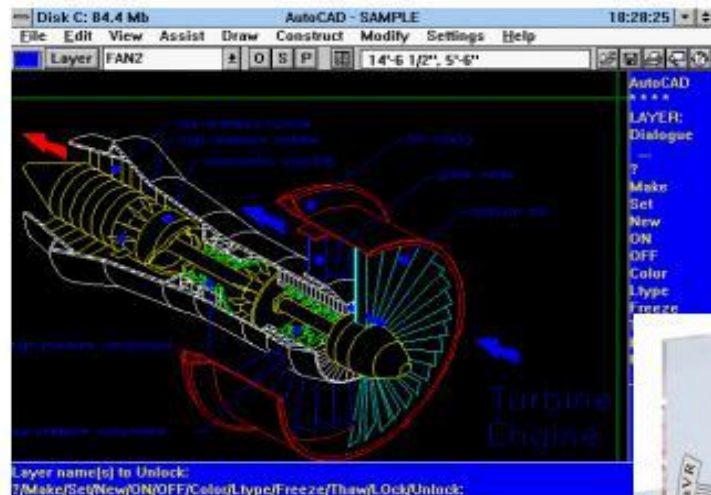 Disk C: 84.4 Mb AutoCAD - SAMPLE 18:28:25
File Edit View Assist Draw Construct Modify Settings Help
Layer FAN2 O S P 14'-6 1/2", 5'-6"
AutoCAD
* * * *
LAYER:
Dialogue
...
?
Make
Set
New
ON
OFF
Color
Ltype
Freeze
Turbine
Engine
Layer name(s) to Unlock:
?/Make/Set/New/ON/OFF/Color/Ltype/Freeze/Thaw/LOck/Unlock: